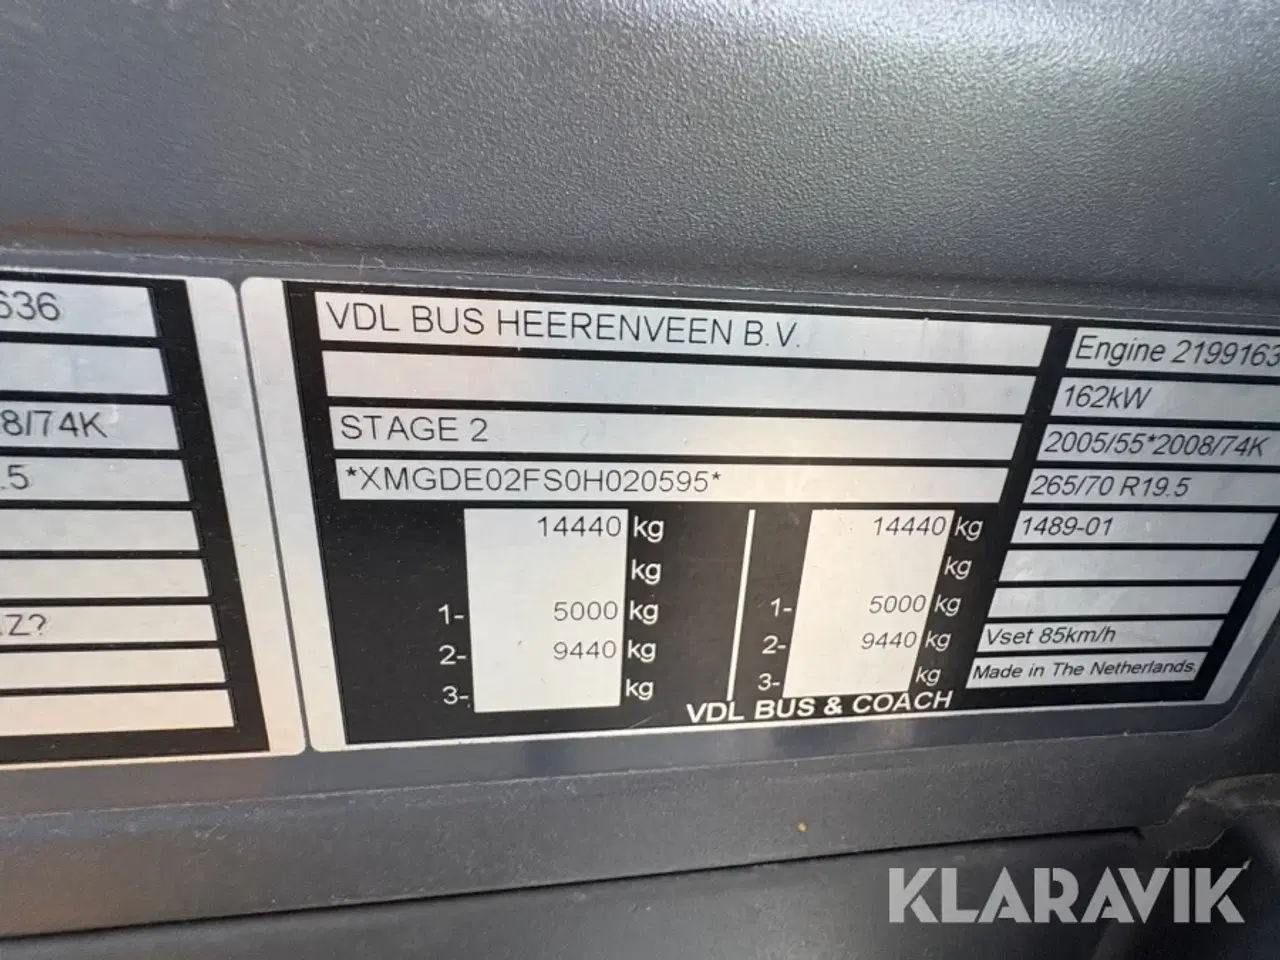 636
8/74K
.5
Z?
VDL BUS HEERENVEEN B.V.
STAGE 2
*XMGDE02FS0H020595*
14440 kg
kg
1- 5000 kg
2- 9440 kg
3- kg
14440 kg
kg
1- 5000 kg
2- 9440 kg
3- kg
VDL BUS & COACH
Engine 2199163
162kW
2005/55*2008/74K
265/70 R19.5
1489-01
Vset 85km/h
Made in The Netherlands.
KLARAVIK